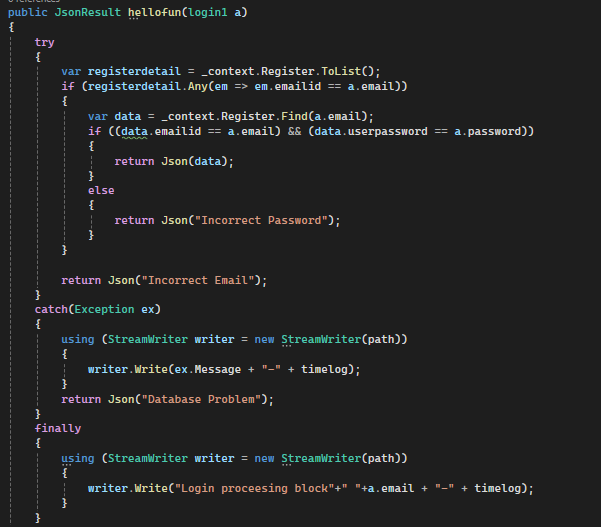 0 references
public JsonResult hellofun(login1 a)
{
try
{
var registerdetail = _context.Register.ToList();
if (registerdetail.Any(em => em.emailid == a.email))
{
var data = _context.Register.Find(a.email);
if ((data.emailid == a.email) && (data.userpassword == a.password))
{
return Json(data);
}
else
{
return Json("Incorrect Password");
}
}
return Json("Incorrect Email");
}
catch(Exception ex)
{
using (StreamWriter writer = new StreamWriter(path))
{
writer.Write(ex.Message + "-" + timelog);
}
return Json("Database Problem");
}
finally
{
using (StreamWriter writer = new StreamWriter(path))
{
writer.Write("Login proceesing block"+" "+a.email + "-" + timelog);
}
}